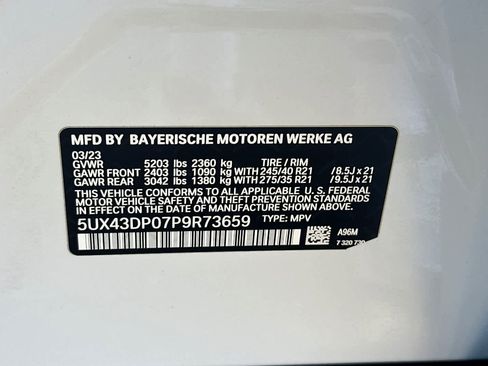 MFD BY BAYERISCHE MOTOREN WERKE AG
03/23
GVWR 5203 lbs 2360 kg TIRE / RIM
GAWR FRONT 2403 lbs 1090 kg WITH 245/40 R21 / 8.5J x 21
GAWR REAR 3042 lbs 1380 kg WITH 275/35 R21 / 9.5J x 21
THIS VEHICLE CONFORMS TO ALL APPLICABLE U.S. FEDERAL
MOTOR VEHICLE SAFETY STANDARDS IN EFFECT ON THE
DATE OF MANUFACTURE SHOWN ABOVE.
5UX43DP07P9R73659 TYPE: MPV
A96M
7 320 730